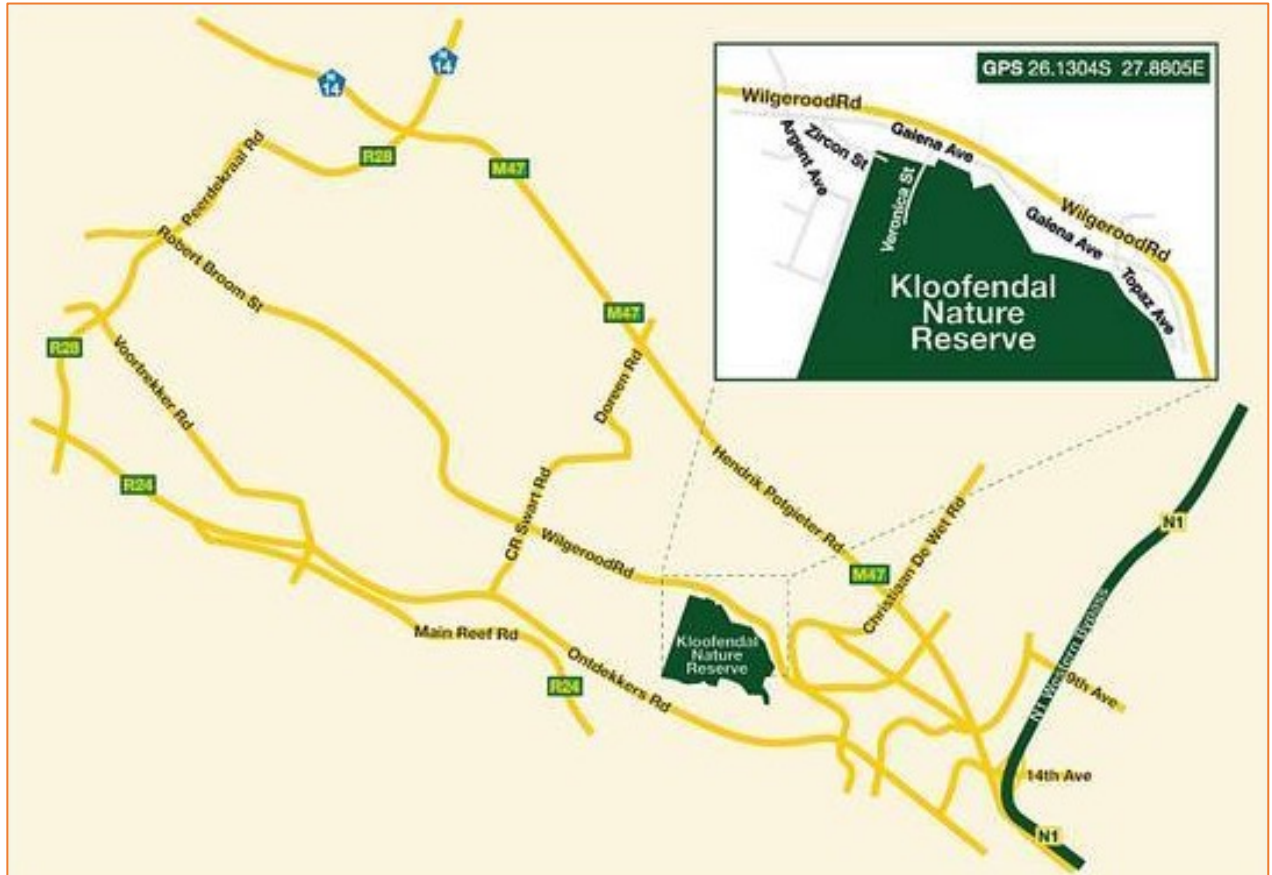 N
14
N
14
GPS 26.1304S 27.8805E
WilgeroodRd
Galena Ave
Zircon St
Argent Ave
Veronica St
WilgeroodRd
Galena Ave
Topaz Ave
Kloofendal
Nature
Reserve
Peerdekraal Rd
R28
M47
Robert Broom St
M47
R28
Voortrekker Rd
Doreen Rd
R24
CR Swart Rd
Hendrik Potgieter Rd
WilgeroodRd
M47
Christiaan De Wet Rd
N1
N1 Western Bypass
Main Reef Rd
Kloofendal
Nature
Reserve
Ontdekkers Rd
R24
9th Ave
14th Ave
N1